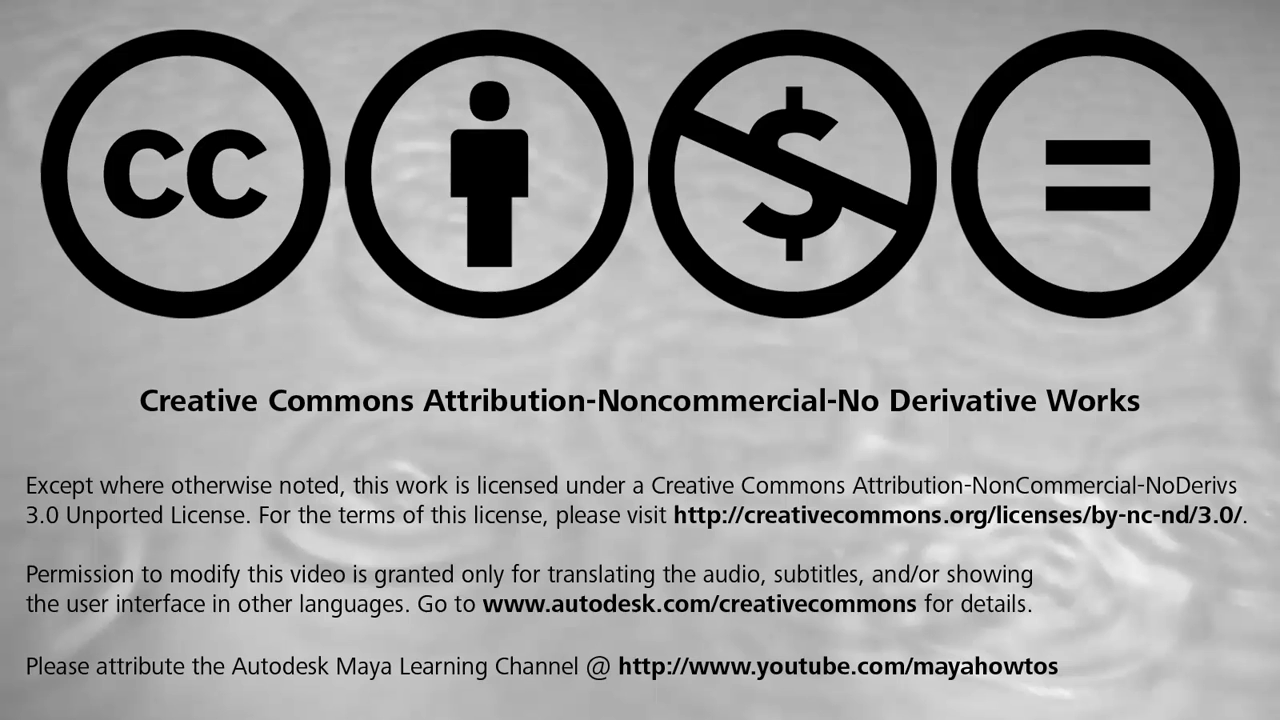 cc
$
=
Creative Commons Attribution-Noncommercial-No Derivative Works
Except where otherwise noted, this work is licensed under a Creative Commons Attribution-NonCommercial-NoDerivs
3.0 Unported License. For the terms of this license, please visit http://creativecommons.org/licenses/by-nc-nd/3.0/.
Permission to modify this video is granted only for translating the audio, subtitles, and/or showing
the user interface in other languages. Go to www.autodesk.com/creativecommons for details.
Please attribute the Autodesk Maya Learning Channel @ http://www.youtube.com/mayahowtos